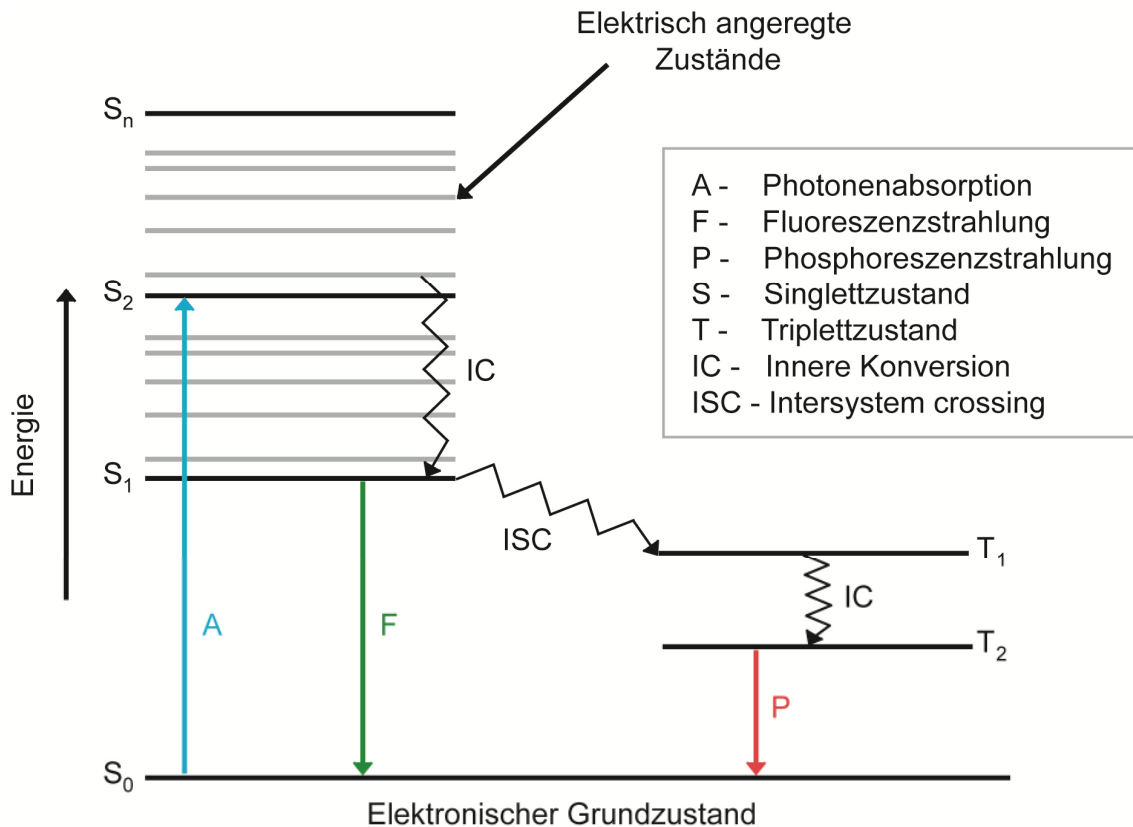 Elektrisch angeregte
Zustände
Sn
A - Photonenabsorption
F - Fluoreszenzstrahlung
P - Phosphoreszenzstrahlung
S - Singlettzustand
T - Triplettzustand
IC - Innere Konversion
ISC - Intersystem crossing
S2
IC
Energie
S1
ISC
T1
IC
A
F
T2
P
S0
Elektronischer Grundzustand